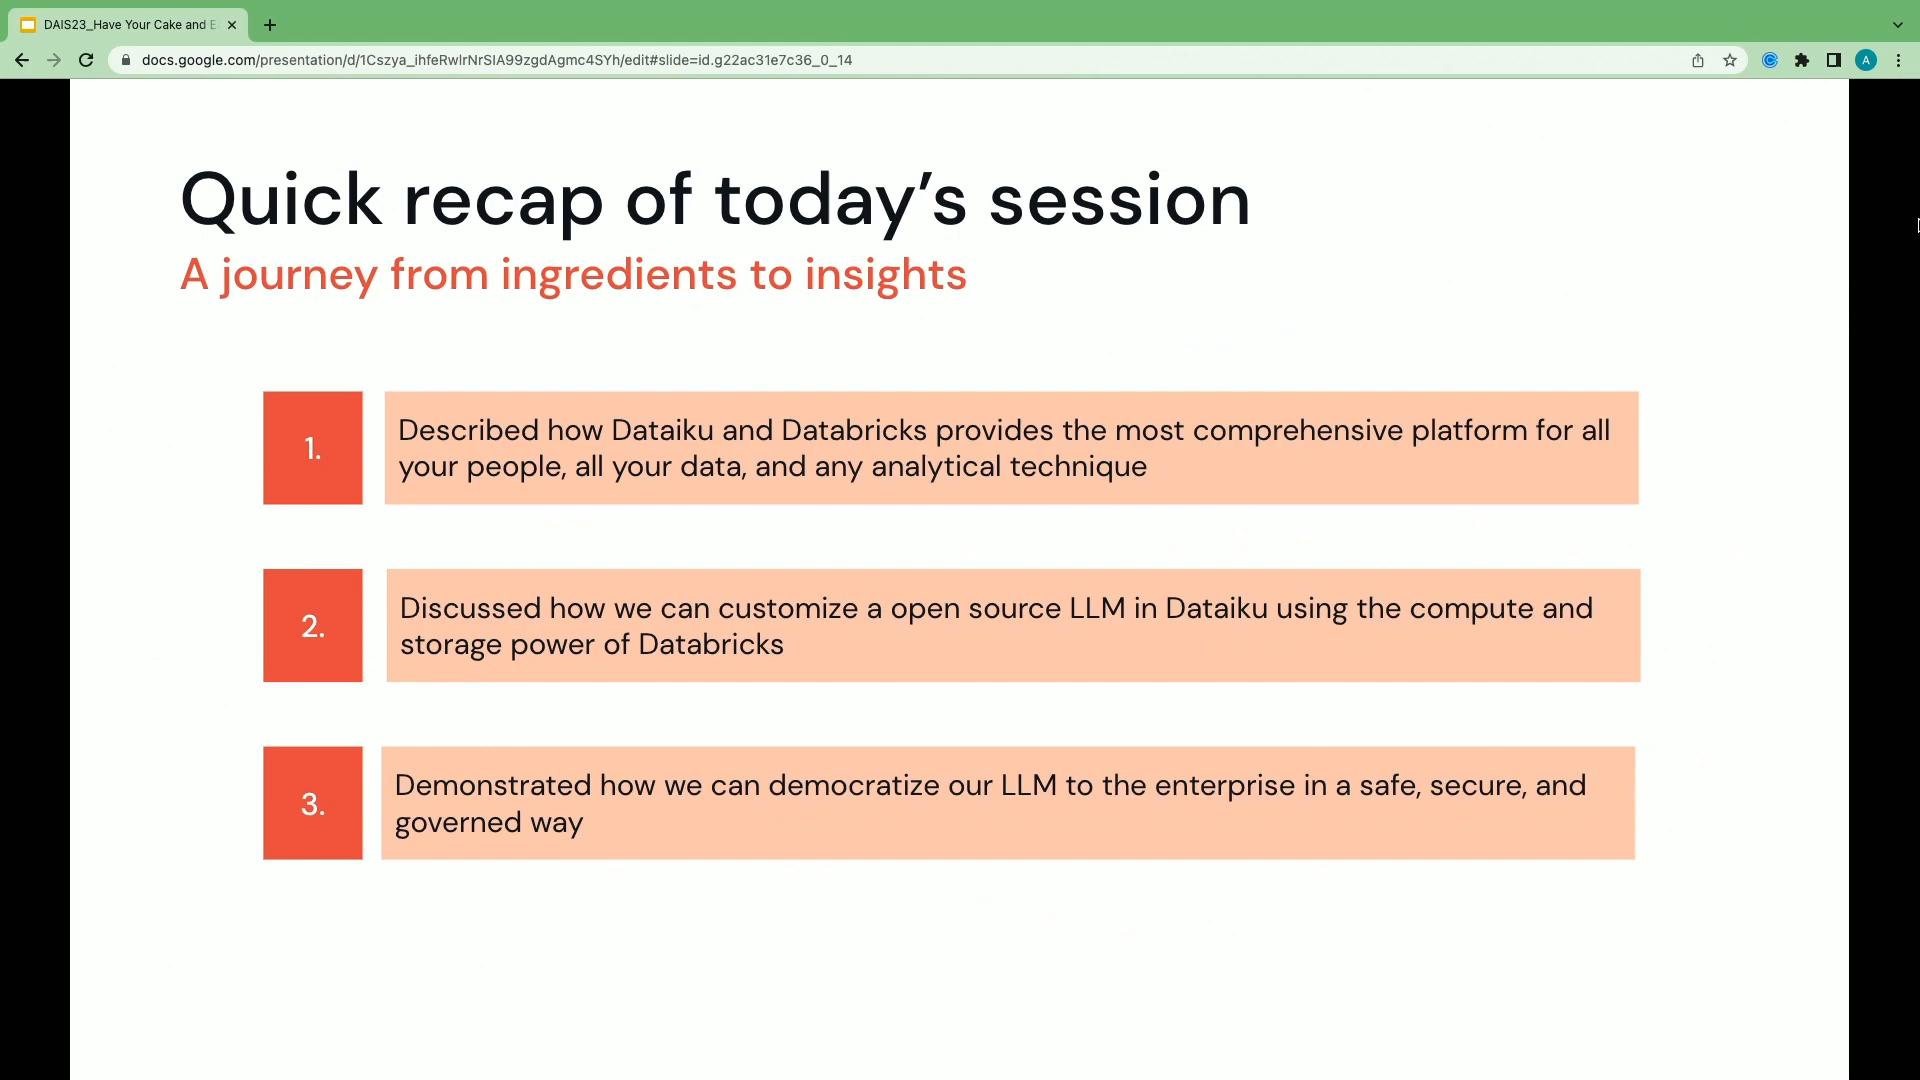 DAIS23_Have Your Cake and E
docs.google.com/presentation/d/1Cszya_ihfeRwlrNrSIA99zgdAgmc4SYh/edit#slide=id.g22ac31e7c36_0_14
A
Quick recap of today’s session
A journey from ingredients to insights
1.
Described how Dataiku and Databricks provides the most comprehensive platform for all
your people, all your data, and any analytical technique
2.
Discussed how we can customize a open source LLM in Dataiku using the compute and
storage power of Databricks
3.
Demonstrated how we can democratize our LLM to the enterprise in a safe, secure, and
governed way